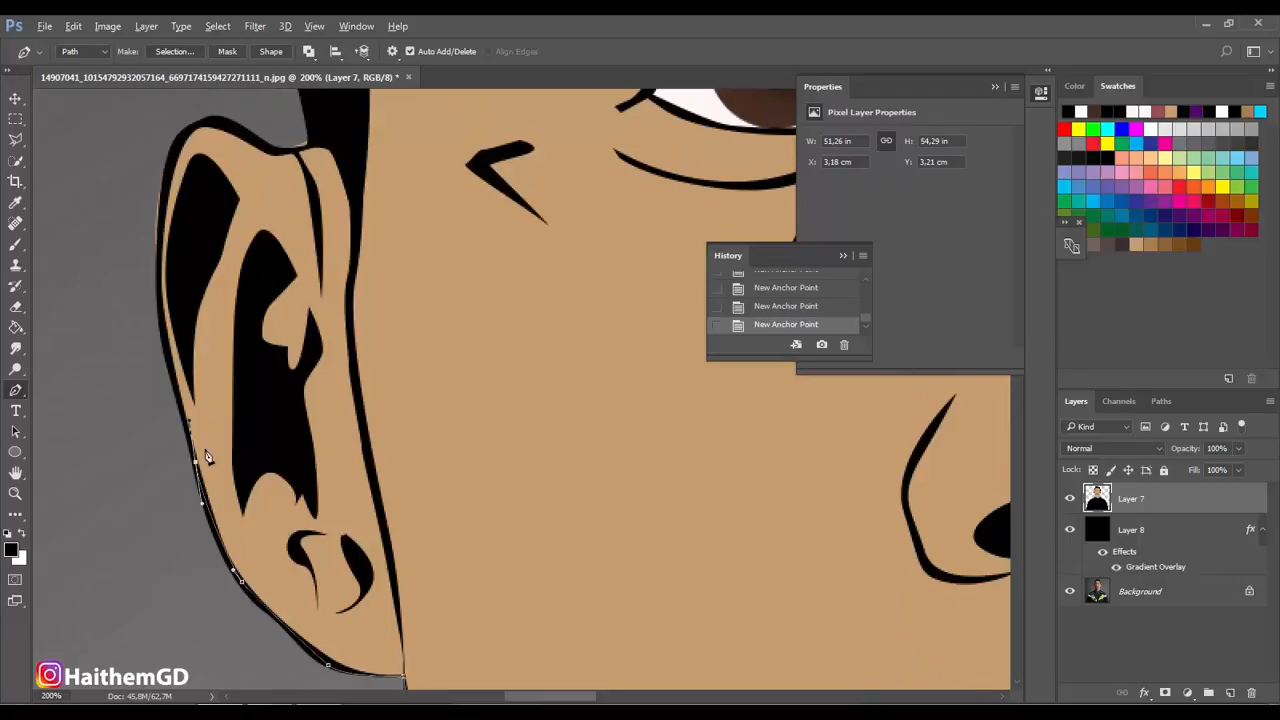 Ps File Edit Image Layer Type Select Filter 3D View Window Help
Path Make: Selection... Mask Shape Auto Add/Delete Align Edges
14907041_10154792932057164_6697174159427271111_n.jpg @ 200% (Layer 7, RGB/8) *
Properties
Pixel Layer Properties
W: 51,26 in H: 54,29 in
X: 3,18 cm Y: 3,21 cm
History
New Anchor Point
New Anchor Point
New Anchor Point
Color Swatches
Layers Channels Paths
Kind
Normal Opacity: 100%
Lock: Fill: 100%
Layer 7
Layer 8 fx
Effects
Gradient Overlay
Background
HaithemGD
200% Doc: 45,8M/62,7M